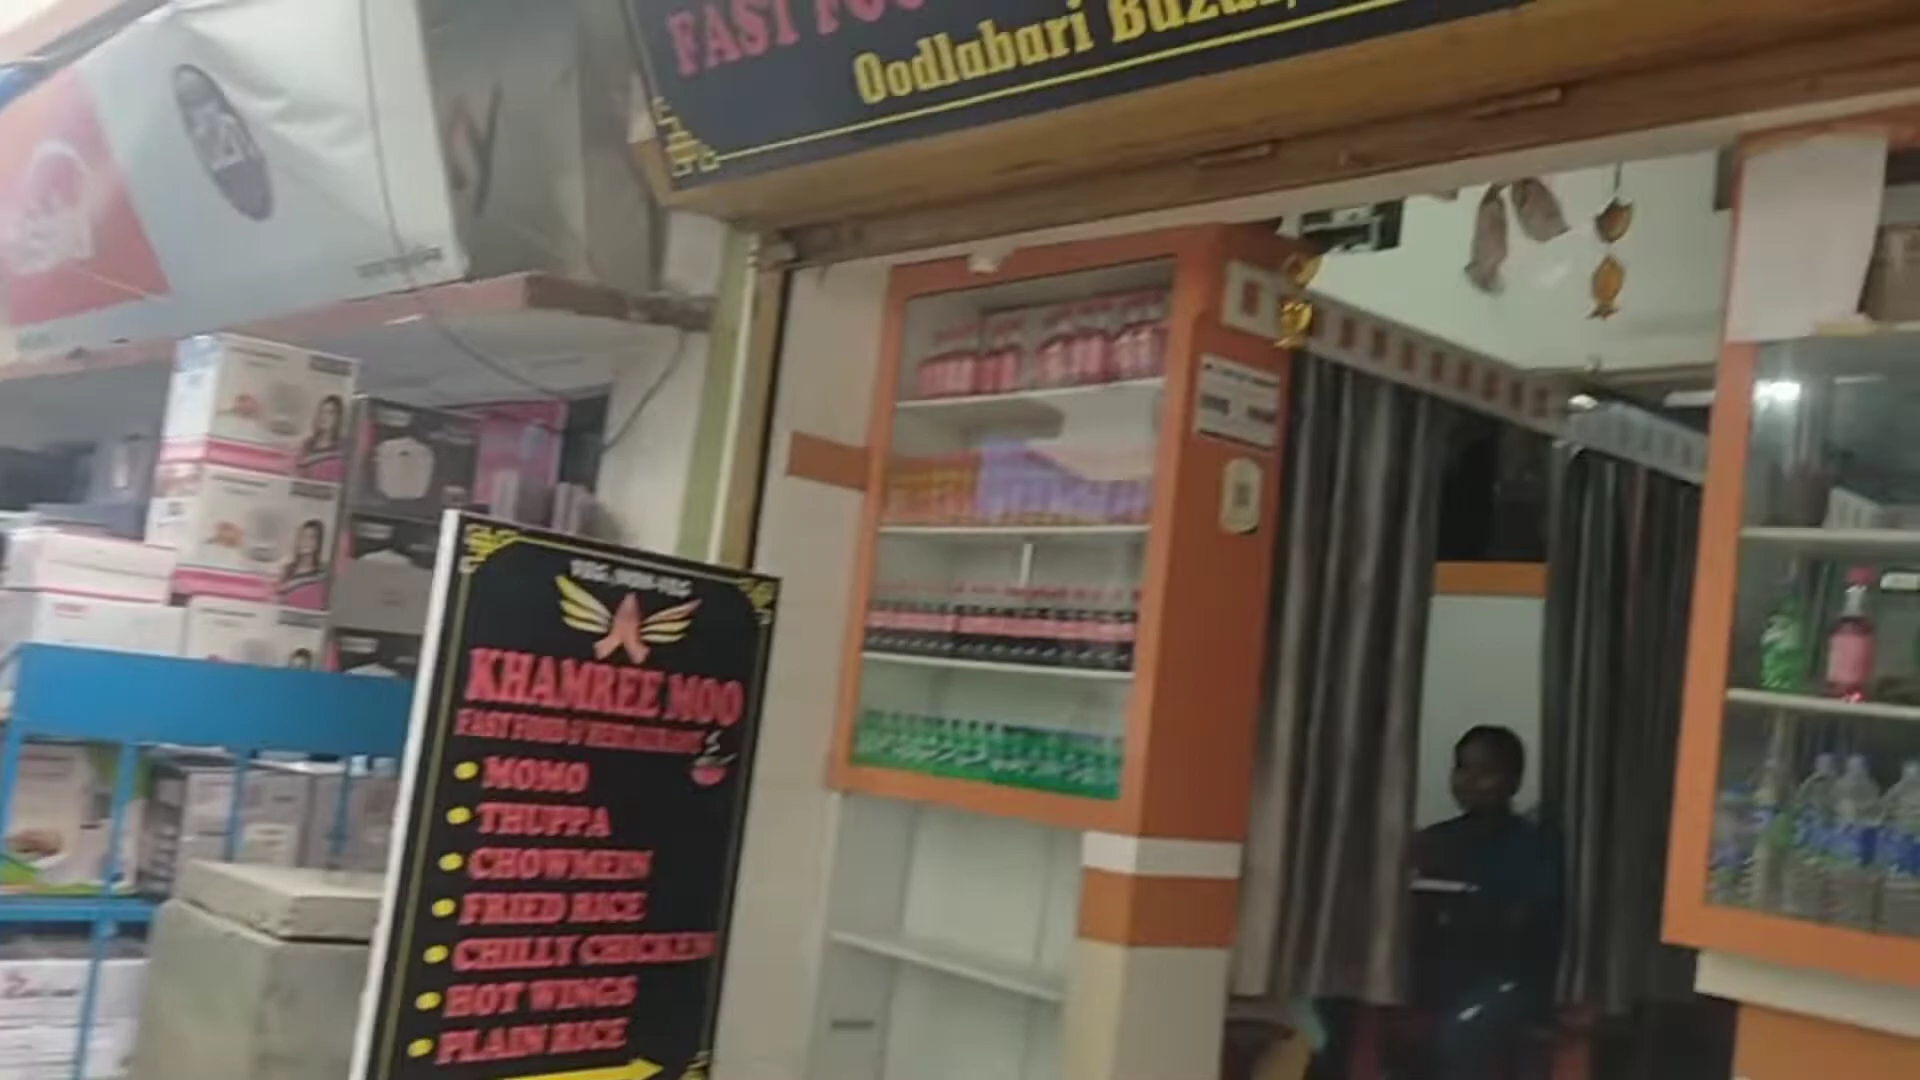 FAST
Oodlabari Bazar,
VEG, NON-VEG
KHAMREE MOO
FAST FOOD & RESTAURANT
MOMO
THUPPA
CHOWMEIN
FRIED RICE
CHILLY CHICKEN
HOT WINGS
PLAIN RICE